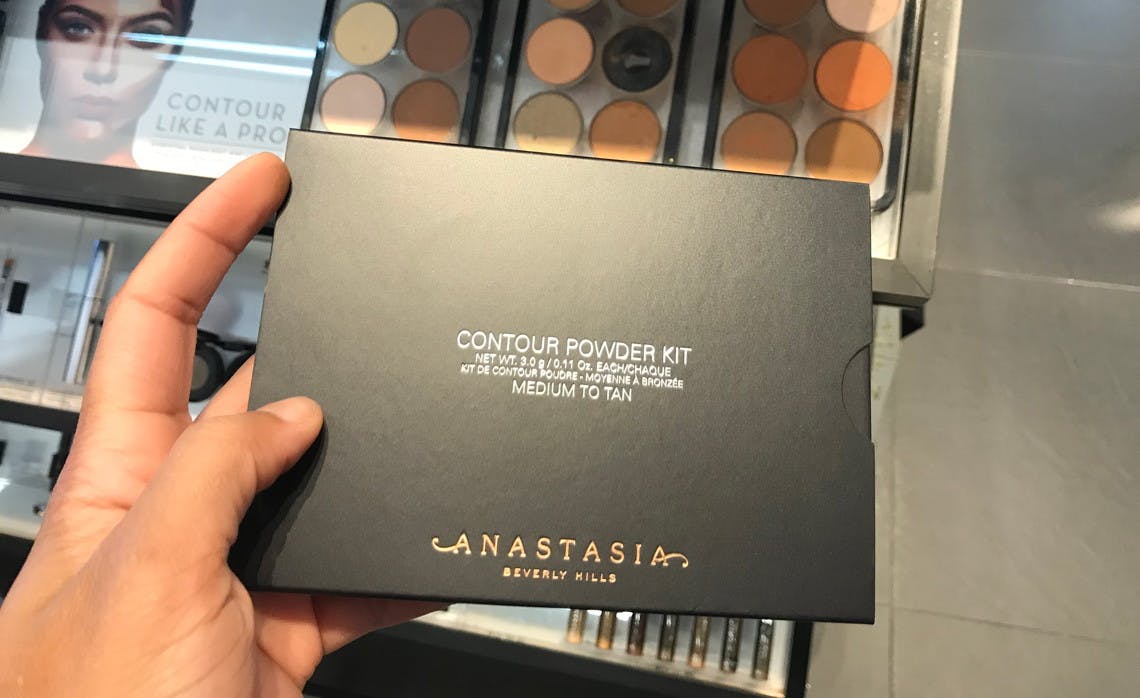 CONTOUR
LIKE A PRO
CONTOUR POWDER KIT
NET WT. 3.0 g / 0.11 Oz. EACH/CHAQUE
KIT DE CONTOUR POUDRE - MOYENNE À BRONZÉE
MEDIUM TO TAN
ANASTASIA
BEVERLY HILLS